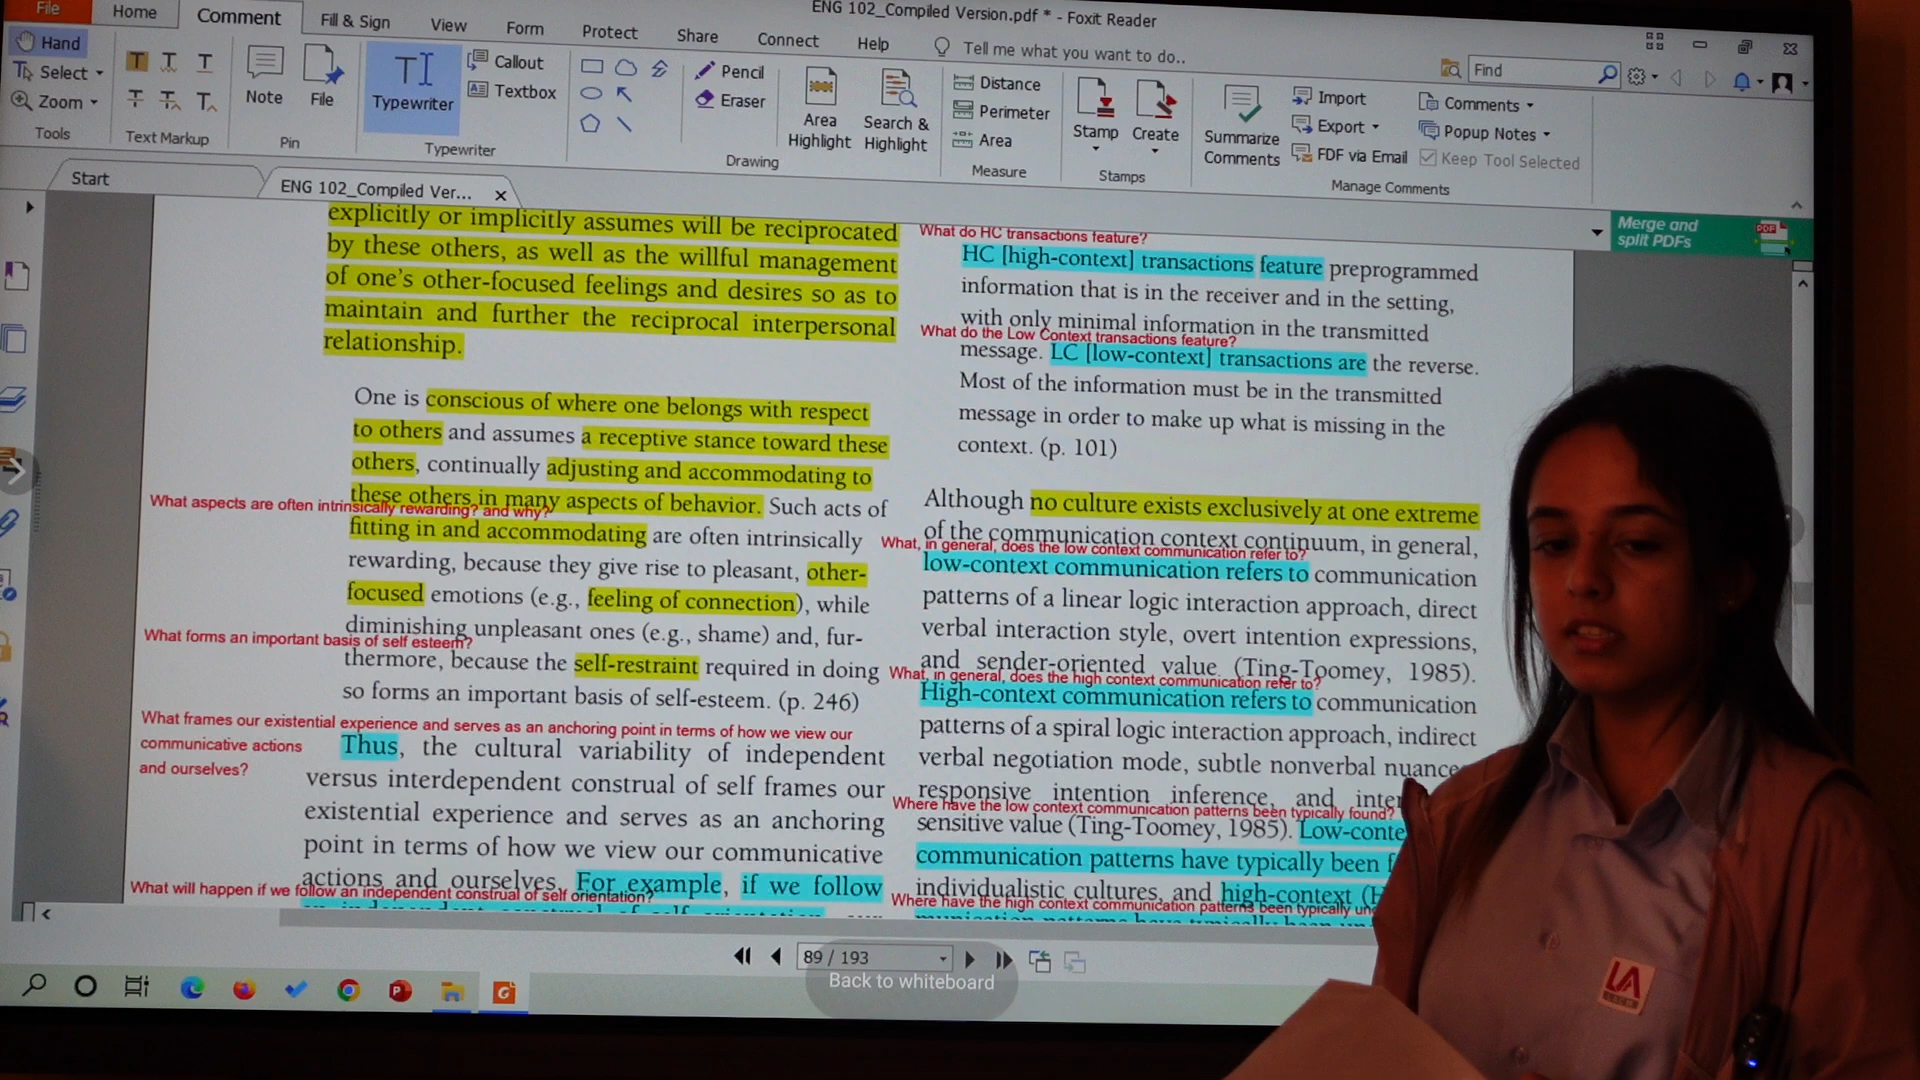 ENG 102_Compiled Version.pdf * - Foxit Reader
File Home Comment Fill & Sign View Form Protect Share Connect Help Tell me what you want to do..
Find
Hand
Select
Zoom
Tools
Text Markup
Note
File
Pin
Typewriter
Callout
Textbox
Typewriter
Pencil
Eraser
Area Highlight
Search & Highlight
Drawing
Distance
Perimeter
Area
Measure
Stamp
Create
Stamps
Summarize Comments
Import
Export
FDF via Email
Comments
Popup Notes
Keep Tool Selected
Manage Comments
Start
ENG 102_Compiled Ver...
Merge and
split PDFs
PDF
explicitly or implicitly assumes will be reciprocated
by these others, as well as the willful management
of one's other-focused feelings and desires so as to
maintain and further the reciprocal interpersonal
relationship.
One is conscious of where one belongs with respect
to others and assumes a receptive stance toward these
others, continually adjusting and accommodating to
these others in many aspects of behavior. Such acts of
What aspects are often intrinsically rewarding? and why?
fitting in and accommodating are often intrinsically
rewarding, because they give rise to pleasant, other-
focused emotions (e.g., feeling of connection), while
diminishing unpleasant ones (e.g., shame) and, fur-
What forms an important basis of self esteem?
thermore, because the self-restraint required in doing
so forms an important basis of self-esteem. (p. 246)
What frames our existential experience and serves as an anchoring point in terms of how we view our
communicative actions
and ourselves?
Thus, the cultural variability of independent
versus interdependent construal of self frames our
existential experience and serves as an anchoring
point in terms of how we view our communicative
actions and ourselves. For example, if we follow
What will happen if we follow an independent construal of self orientation?
an independent construal of self orientation,
What do HC transactions feature?
HC [high-context] transactions feature preprogrammed
information that is in the receiver and in the setting,
with only minimal information in the transmitted
What do the Low Context transactions feature?
message. LC [low-context] transactions are the reverse.
Most of the information must be in the transmitted
message in order to make up what is missing in the
context. (p. 101)
Although no culture exists exclusively at one extreme
of the communication context continuum, in general,
What, in general, does the low context communication refer to?
low-context communication refers to communication
patterns of a linear logic interaction approach, direct
verbal interaction style, overt intention expressions,
and sender-oriented value (Ting-Toomey, 1985).
What, in general, does the high context communication refer to?
High-context communication refers to communication
patterns of a spiral logic interaction approach, indirect
verbal negotiation mode, subtle nonverbal nuance
responsive intention inference, and inter
Where have the low context communication patterns been typically found?
sensitive value (Ting-Toomey, 1985). Low-conte
communication patterns have typically been f
individualistic cultures, and high-context (H
Where have the high context communication patterns been typically
89 / 193
Back to whiteboard
LA